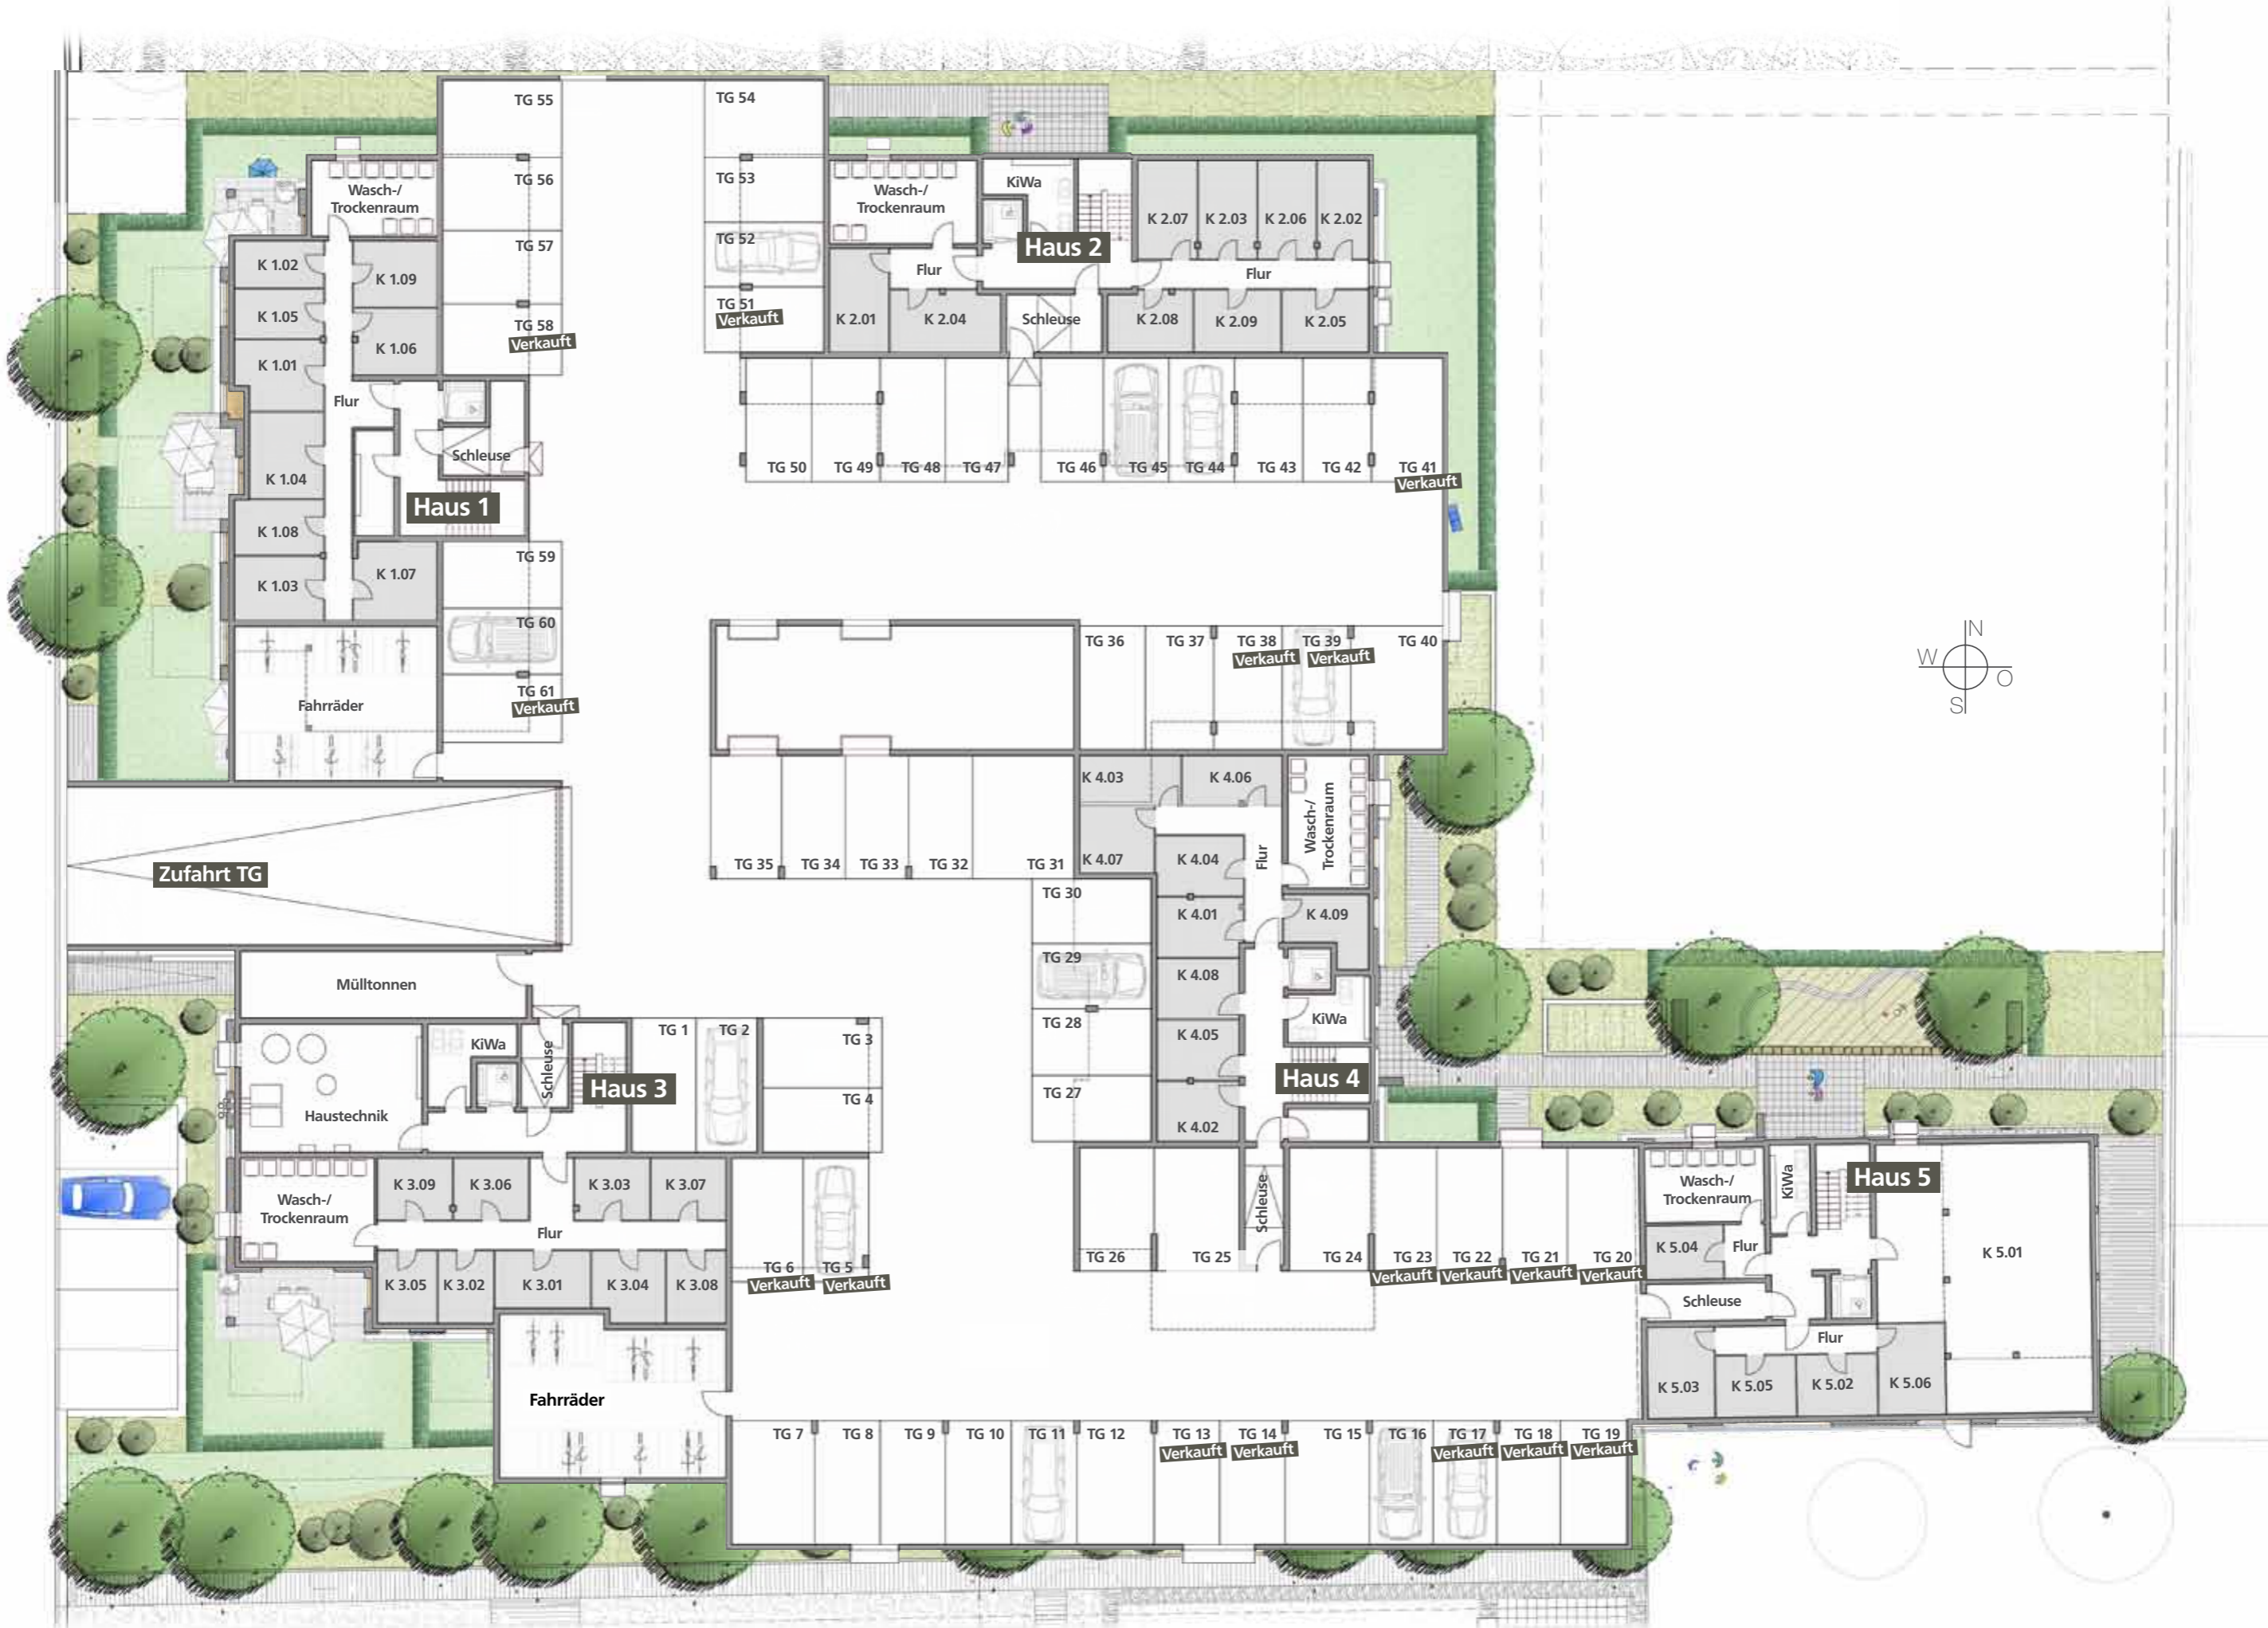 TG 55
TG 54
TG 56
TG 53
TG 57
TG 52
TG 58
Verkauft
TG 51
Verkauft
Wasch-/
Trockenraum
K 1.02
K 1.09
K 1.05
K 1.06
K 1.01
Flur
K 1.04
Schleuse
Haus 1
K 1.08
K 1.07
K 1.03
Fahrräder
TG 59
TG 60
TG 61
Verkauft
Wasch-/
Trockenraum
KiWa
Haus 2
K 2.07
K 2.03
K 2.06
K 2.02
Flur
Flur
K 2.01
K 2.04
Schleuse
K 2.08
K 2.09
K 2.05
TG 50
TG 49
TG 48
TG 47
TG 46
TG 45
TG 44
TG 43
TG 42
TG 41
Verkauft
TG 36
TG 37
TG 38
Verkauft
TG 39
Verkauft
TG 40
N
W
O
S
Zufahrt TG
TG 35
TG 34
TG 33
TG 32
TG 31
TG 30
TG 29
TG 28
TG 27
K 4.03
K 4.06
Wasch-/
Trockenraum
K 4.07
K 4.04
Flur
K 4.01
K 4.09
K 4.08
KiWa
K 4.05
Haus 4
K 4.02
Mülltonnen
KiWa
Schleuse
Haus 3
Haustechnik
TG 1
TG 2
TG 3
TG 4
Wasch-/
Trockenraum
K 3.09
K 3.06
K 3.03
K 3.07
Flur
K 3.05
K 3.02
K 3.01
K 3.04
K 3.08
TG 6
Verkauft
TG 5
Verkauft
Fahrräder
TG 26
TG 25
Schleuse
TG 24
TG 23
Verkauft
TG 22
Verkauft
TG 21
Verkauft
TG 20
Verkauft
Wasch-/
Trockenraum
KiWa
Haus 5
K 5.04
Flur
K 5.01
Schleuse
Flur
K 5.03
K 5.05
K 5.02
K 5.06
TG 7
TG 8
TG 9
TG 10
TG 11
TG 12
TG 13
Verkauft
TG 14
Verkauft
TG 15
TG 16
TG 17
Verkauft
TG 18
Verkauft
TG 19
Verkauft